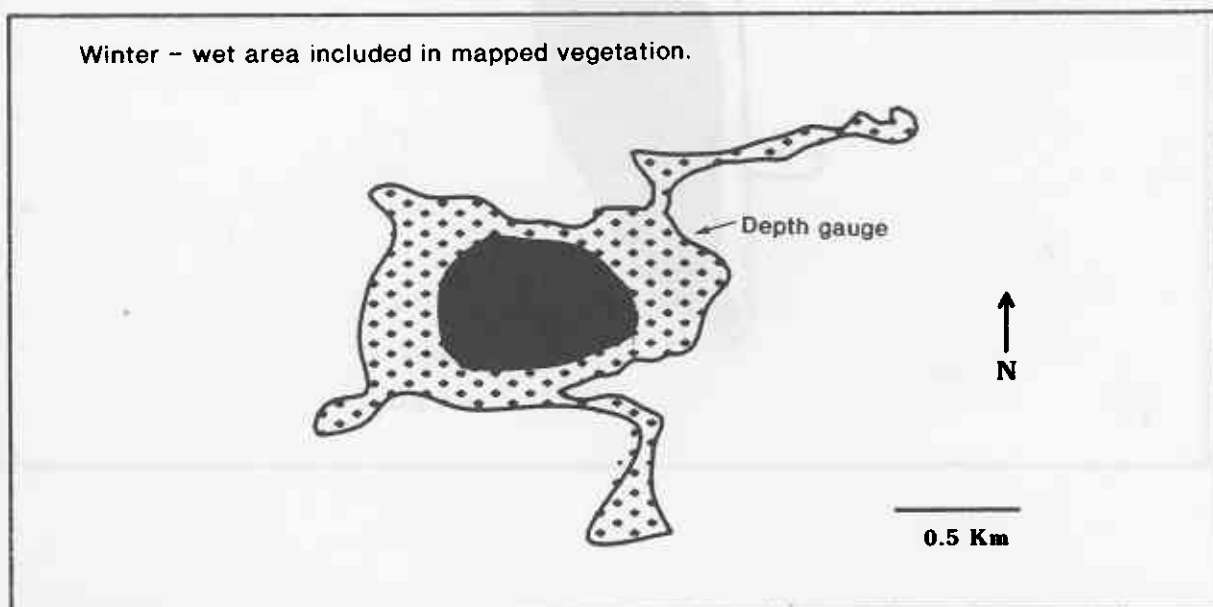 Winter - wet area included in mapped vegetation.
Depth gauge
N
0.5 Km